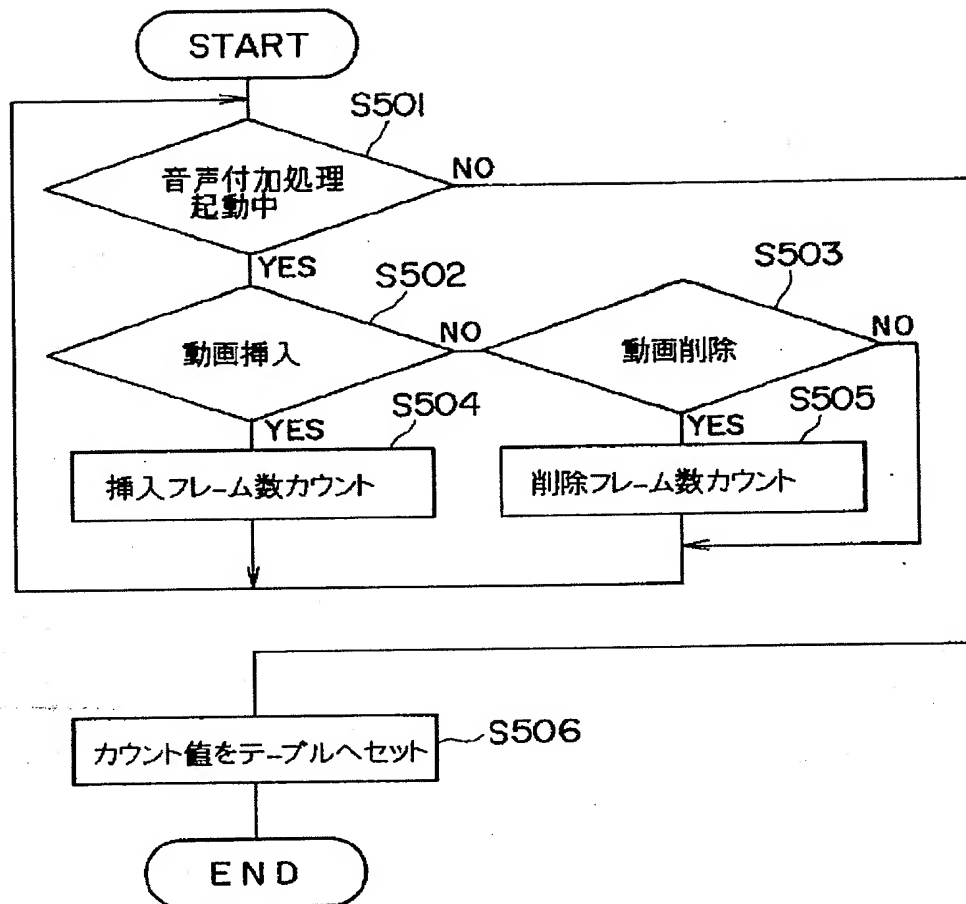 START
S501
音声付加処理
起動中
NO
YES
S502
動画挿入
NO
S503
動画削除
NO
YES
S504
挿入フレーム数カウント
YES
S505
削除フレーム数カウント
カウント値をテーブルへセット
S506
END